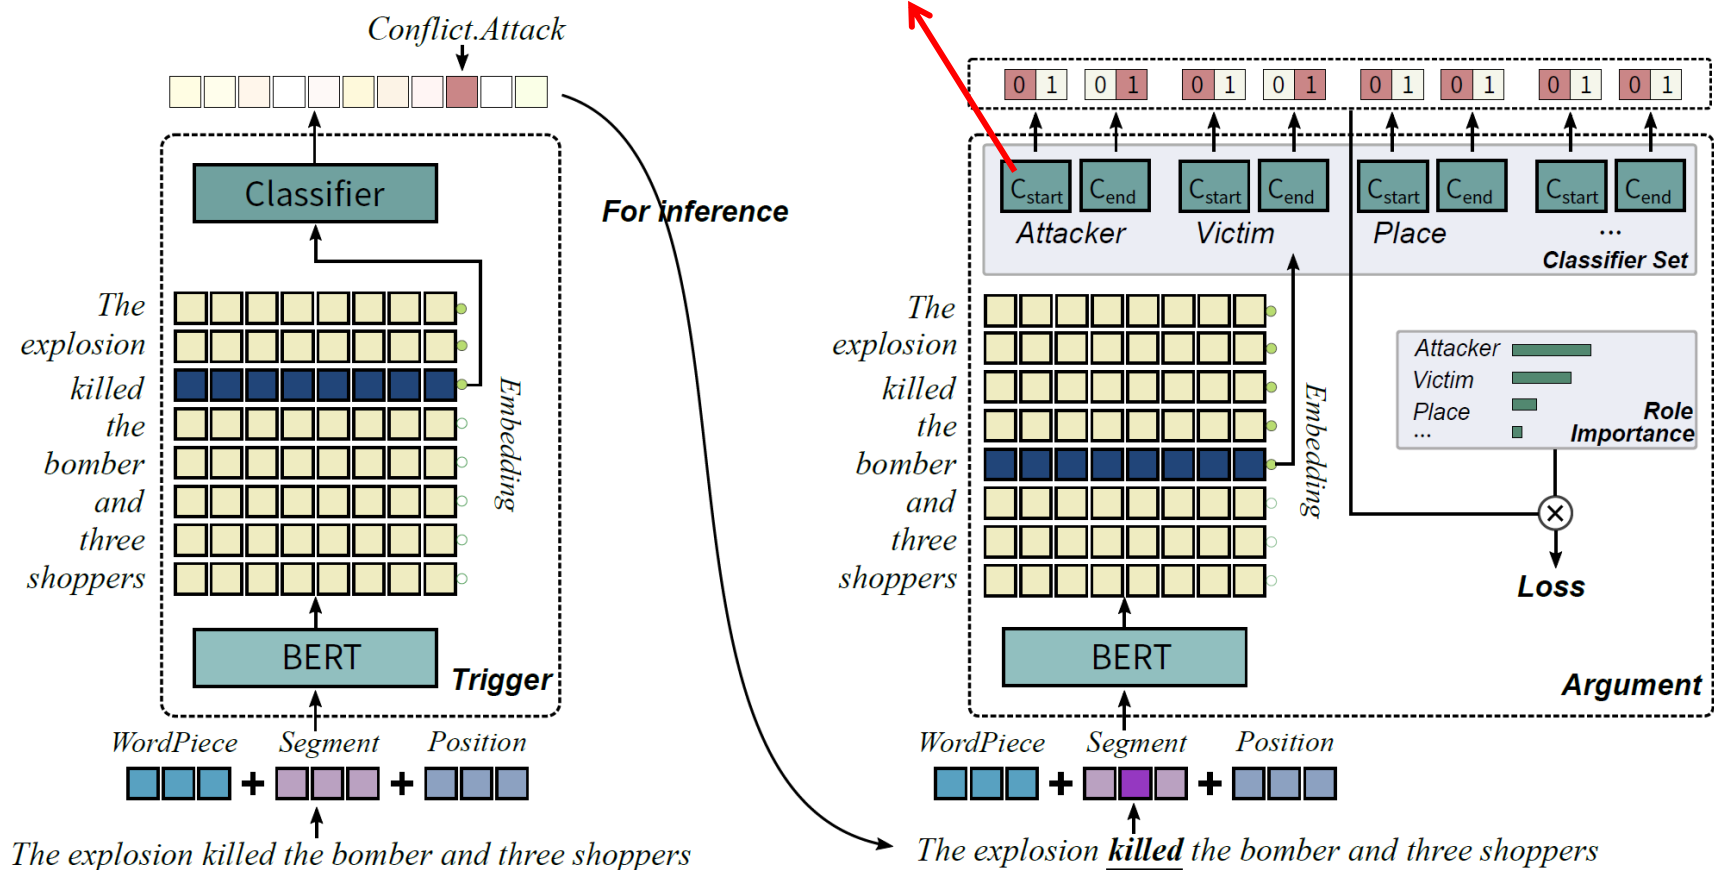 Conflict.Attack
Classifier
The
explosion
killed
the
bomber
and
three
shoppers
Embedding
BERT
Trigger
WordPiece Segment Position
+ +
The explosion killed the bomber and three shoppers
For inference
0 1 0 1 0 1 0 1 0 1 0 1 0 1 0 1
Cstart Cend Cstart Cend Cstart Cend Cstart Cend
Attacker Victim Place ...
Classifier Set
The
explosion
killed
the
bomber
and
three
shoppers
Embedding
Attacker
Victim
Place
...
Role
Importance
Loss
BERT
Argument
WordPiece Segment Position
+ +
The explosion killed the bomber and three shoppers